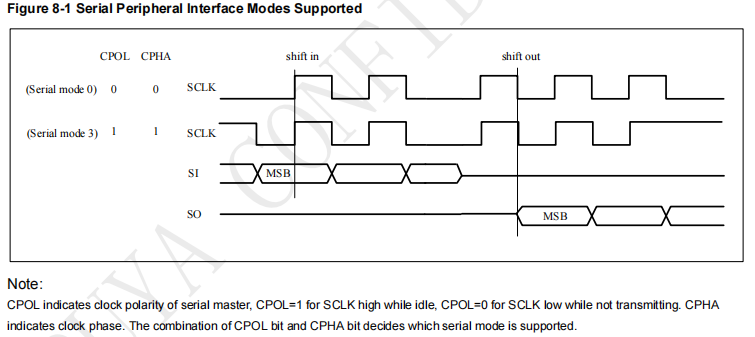 Figure 8-1 Serial Peripheral Interface Modes Supported
CPOL CPHA shift in shift out
(Serial mode 0) 0 0 SCLK
(Serial mode 3) 1 1 SCLK
SI MSB
SO MSB
Note:
CPOL indicates clock polarity of serial master, CPOL=1 for SCLK high while idle, CPOL=0 for SCLK low while not transmitting. CPHA
indicates clock phase. The combination of CPOL bit and CPHA bit decides which serial mode is supported.